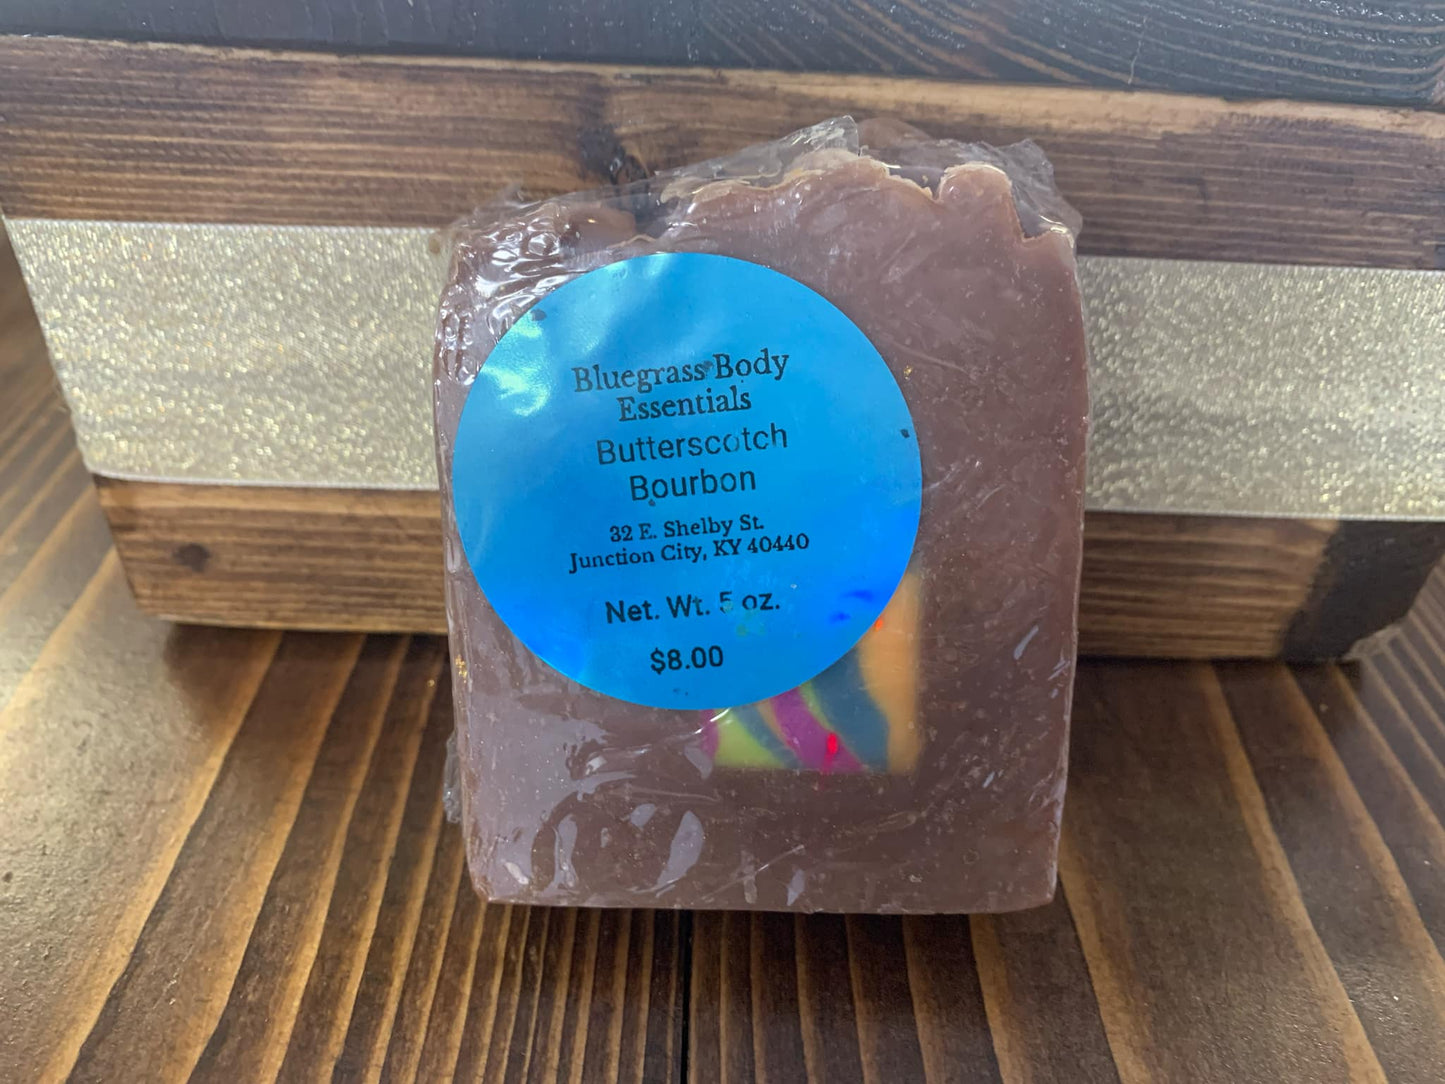 Bluegrass Body
Essentials
Butterscotch
Bourbon
32 E. Shelby St.
Junction City, KY 40440
Net. Wt. 5 oz.
$8.00